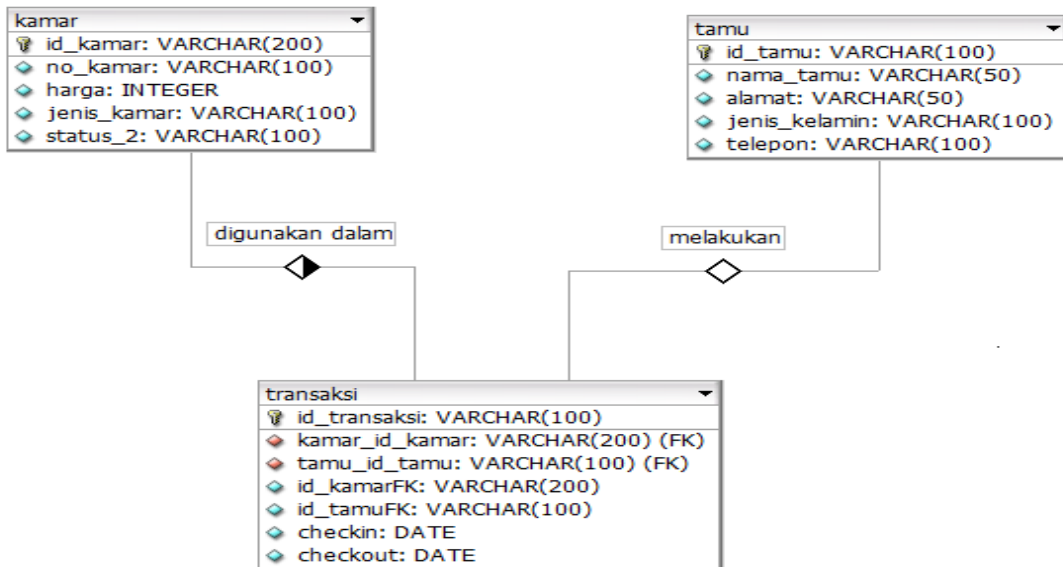 kamar
id_kamar: VARCHAR(200)
no_kamar: VARCHAR(100)
harga: INTEGER
jenis_kamar: VARCHAR(100)
status_2: VARCHAR(100)
tamu
id_tamu: VARCHAR(100)
nama_tamu: VARCHAR(50)
alamat: VARCHAR(50)
jenis_kelamin: VARCHAR(100)
telepon: VARCHAR(100)
digunakan dalam
melakukan
transaksi
id_transaksi: VARCHAR(100)
kamar_id_kamar: VARCHAR(200) (FK)
tamu_id_tamu: VARCHAR(100) (FK)
id_kamarFK: VARCHAR(200)
id_tamuFK: VARCHAR(100)
checkin: DATE
checkout: DATE